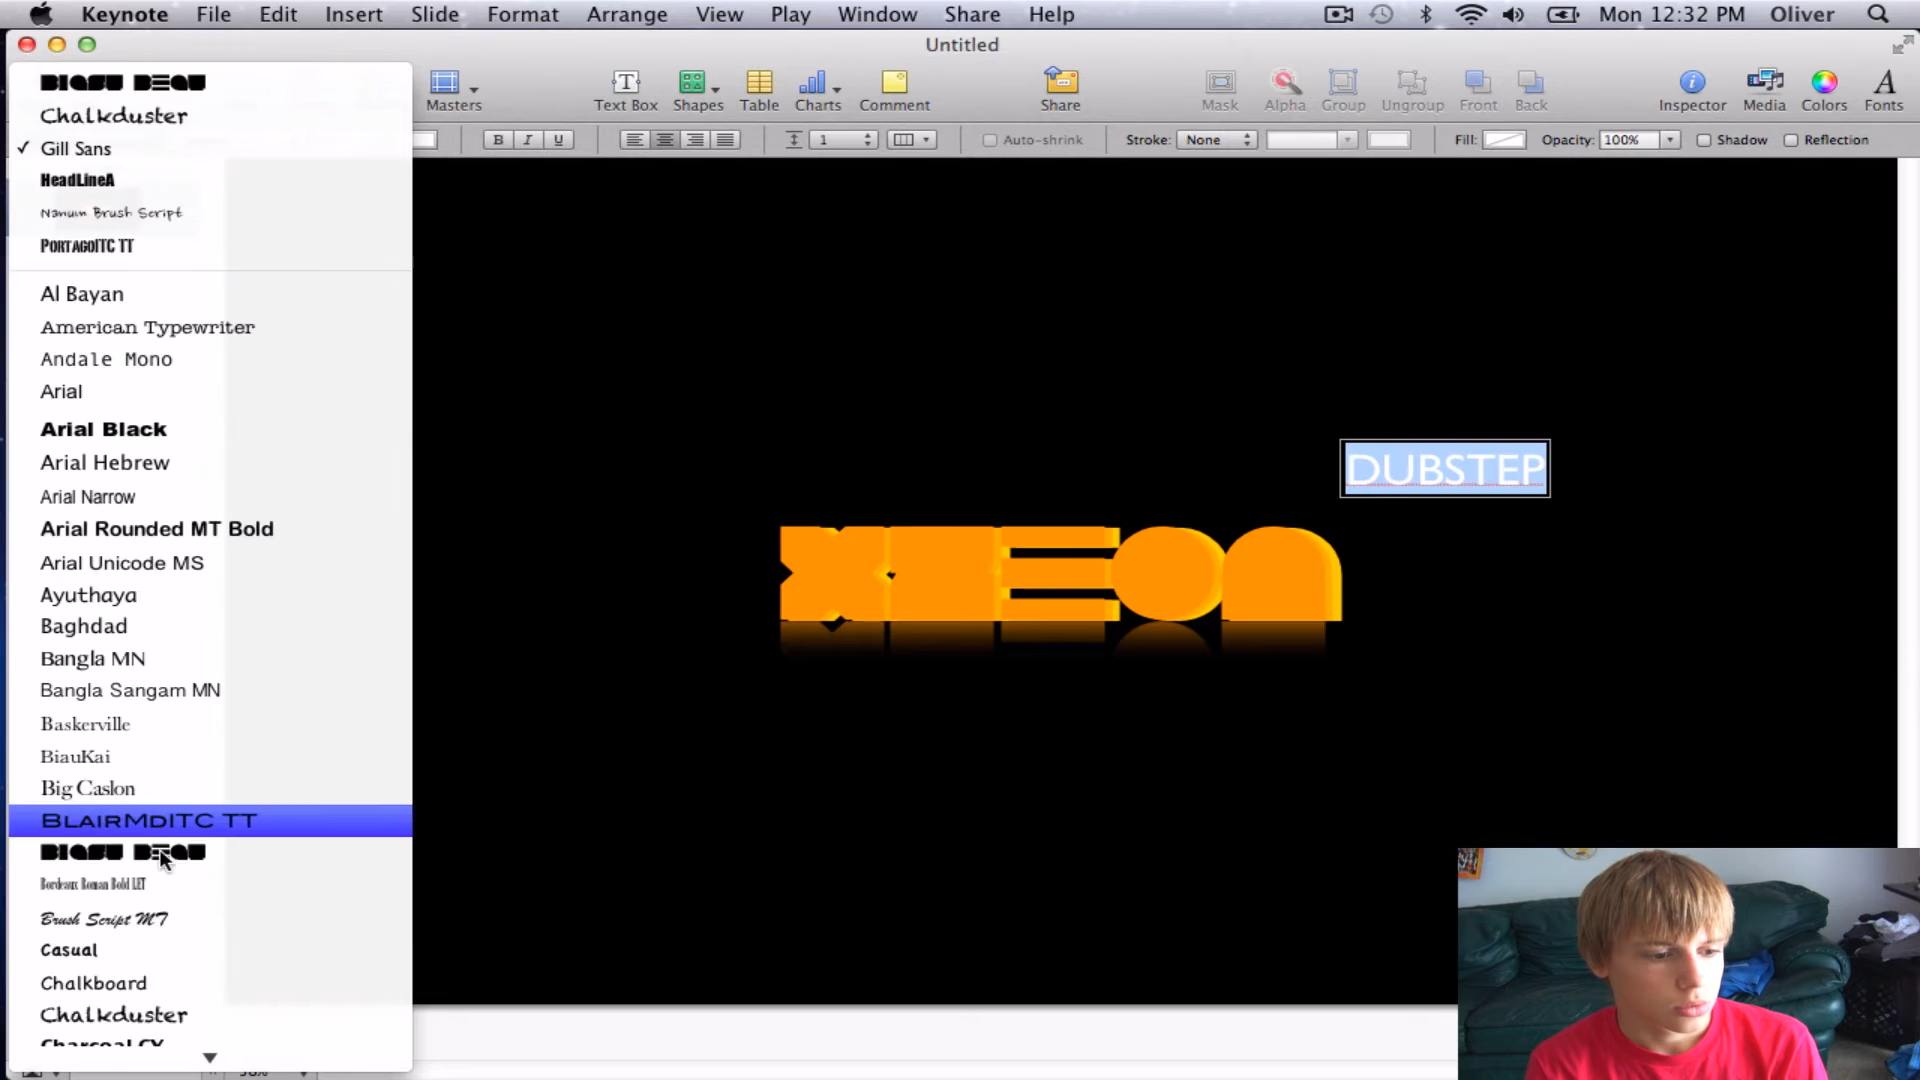 Keynote File Edit Insert Slide Format Arrange View Play Window Share Help Mon 12:32 PM Oliver
Untitled
Masters Text Box Shapes Table Charts Comment Share Mask Alpha Group Ungroup Front Back Inspector Media Colors Fonts
B I U 1 Auto-shrink Stroke: None Fill: Opacity: 100% Shadow Reflection
Chalkduster
✓ Gill Sans
HeadLineA
Nanum Brush Script
PortagoITC TT
Al Bayan
American Typewriter
Andale Mono
Arial
Arial Black
Arial Hebrew
Arial Narrow
Arial Rounded MT Bold
Arial Unicode MS
Ayuthaya
Baghdad
Bangla MN
Bangla Sangam MN
Baskerville
BiauKai
Big Caslon
BlairMdITC TT
Bordeaux Roman Bold LET
Brush Script MT
Casual
Chalkboard
Chalkduster
Charcoal CY
DUBSTEP
XEON